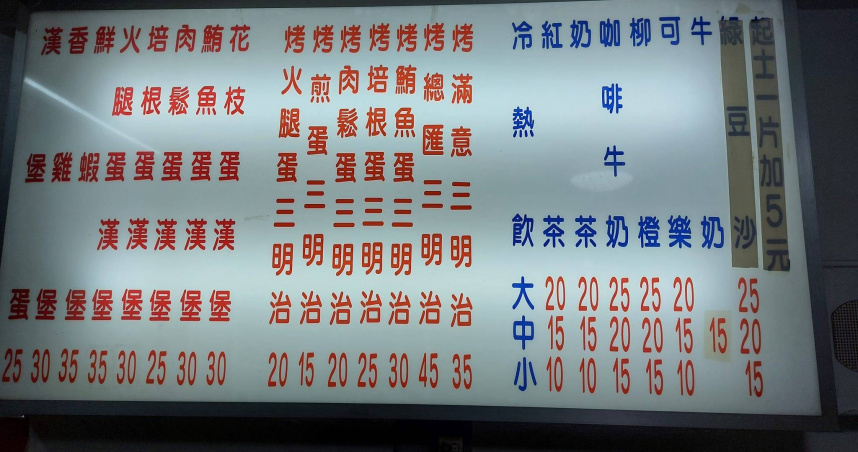 起士一片加5元
綠豆沙 25 20 15
牛奶 15
可樂 20 15 10
柳橙 25 20 15
咖啡牛奶 25 20 15
奶茶 20 15 10
紅茶 20 15 10
冷熱飲 大 中 小
烤滿意三明治 35
烤總匯三明治 45
烤鮪魚蛋三明治 30
烤培根蛋三明治 25
烤肉鬆蛋三明治 20
烤煎蛋三明治 15
烤火腿蛋三明治 20
花枝蛋漢堡 30
鮪魚蛋漢堡 30
肉鬆蛋漢堡 25
培根蛋漢堡 30
火腿蛋漢堡 35
鮮蝦堡 35
香雞堡 30
漢堡蛋 25